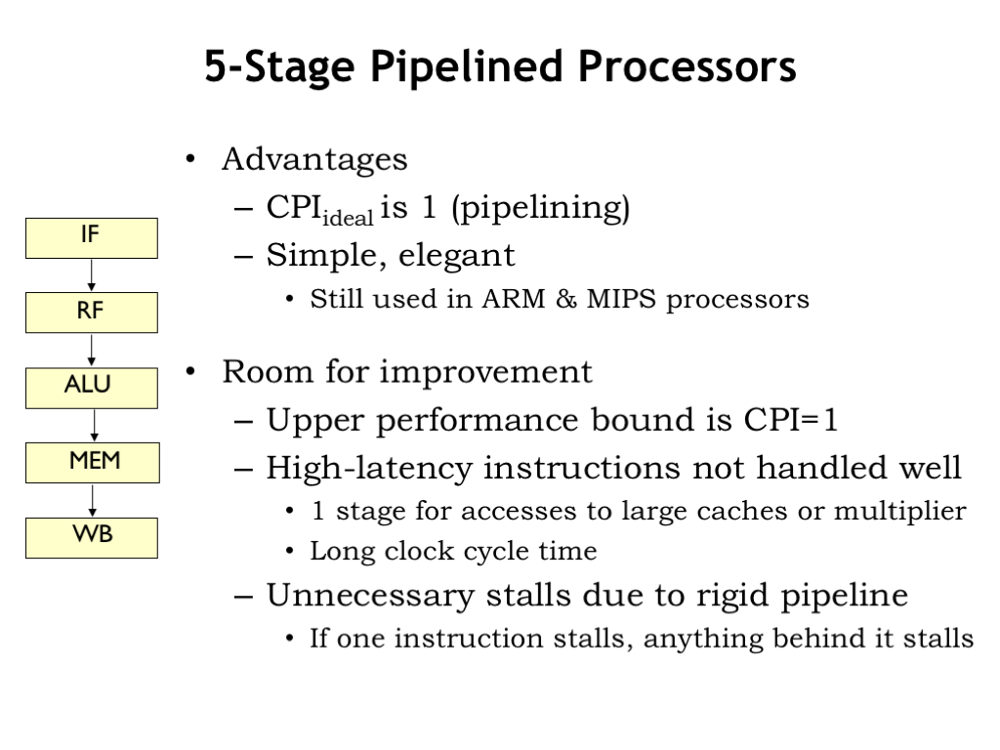 5-Stage Pipelined Processors
IF
RF
ALU
MEM
WB
• Advantages
– CPIideal is 1 (pipelining)
– Simple, elegant
• Still used in ARM & MIPS processors
• Room for improvement
– Upper performance bound is CPI=1
– High-latency instructions not handled well
• 1 stage for accesses to large caches or multiplier
• Long clock cycle time
– Unnecessary stalls due to rigid pipeline
• If one instruction stalls, anything behind it stalls